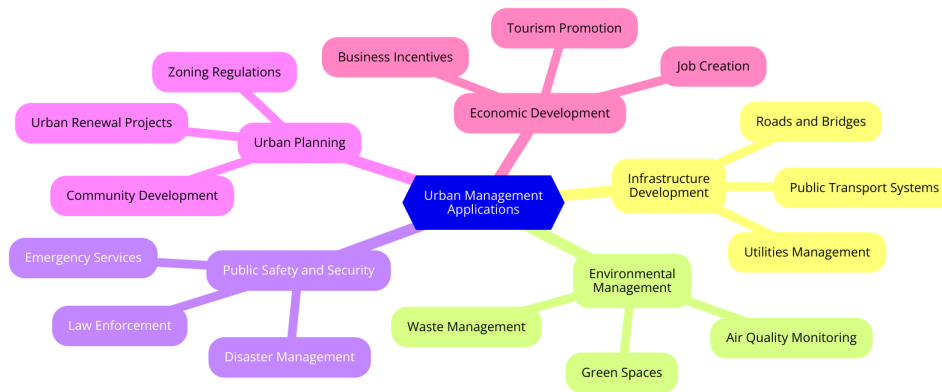 Tourism Promotion
Business Incentives
Job Creation
Zoning Regulations
Economic Development
Urban Renewal Projects
Roads and Bridges
Urban Planning
Infrastructure
Development
Public Transport Systems
Community Development
Urban Management
Applications
Utilities Management
Emergency Services
Public Safety and Security
Environmental
Management
Law Enforcement
Waste Management
Air Quality Monitoring
Disaster Management
Green Spaces